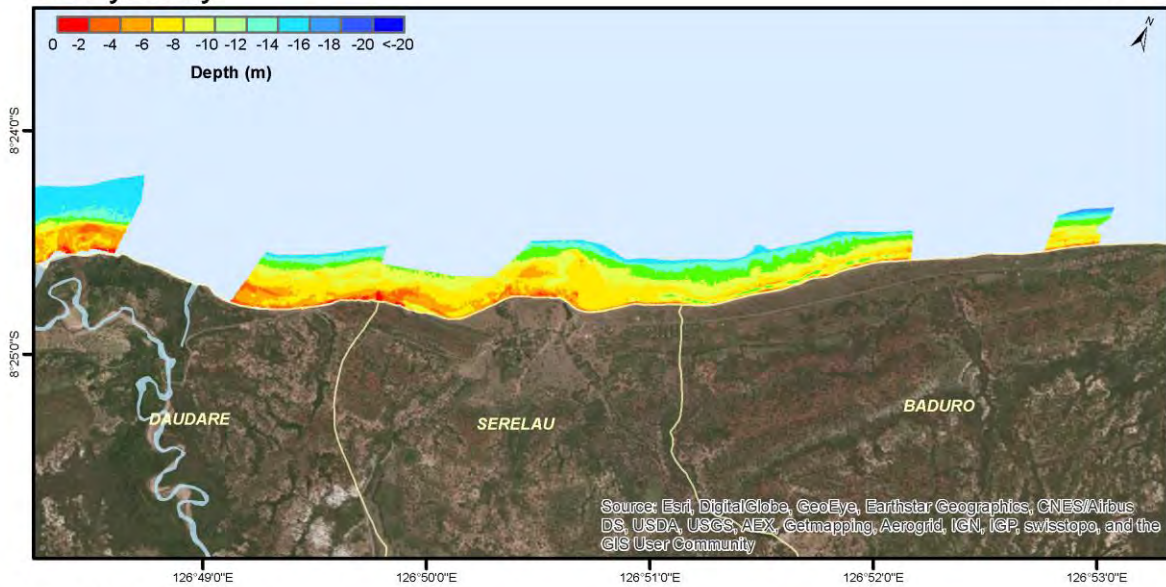 0 -2 -4 -6 -8 -10 -12 -14 -16 -18 -20 <-20
Depth (m)
N
8°24'0"S
8°25'0"S
DAUDARE
SERELAU
BADURO
Source: Esri, DigitalGlobe, GeoEye, Earthstar Geographics, CNES/Airbus
DS, USDA, USGS, AEX, Getmapping, Aerogrid, IGN, IGP, swisstopo, and the
GIS User Community
126°49'0"E 126°50'0"E 126°51'0"E 126°52'0"E 126°53'0"E